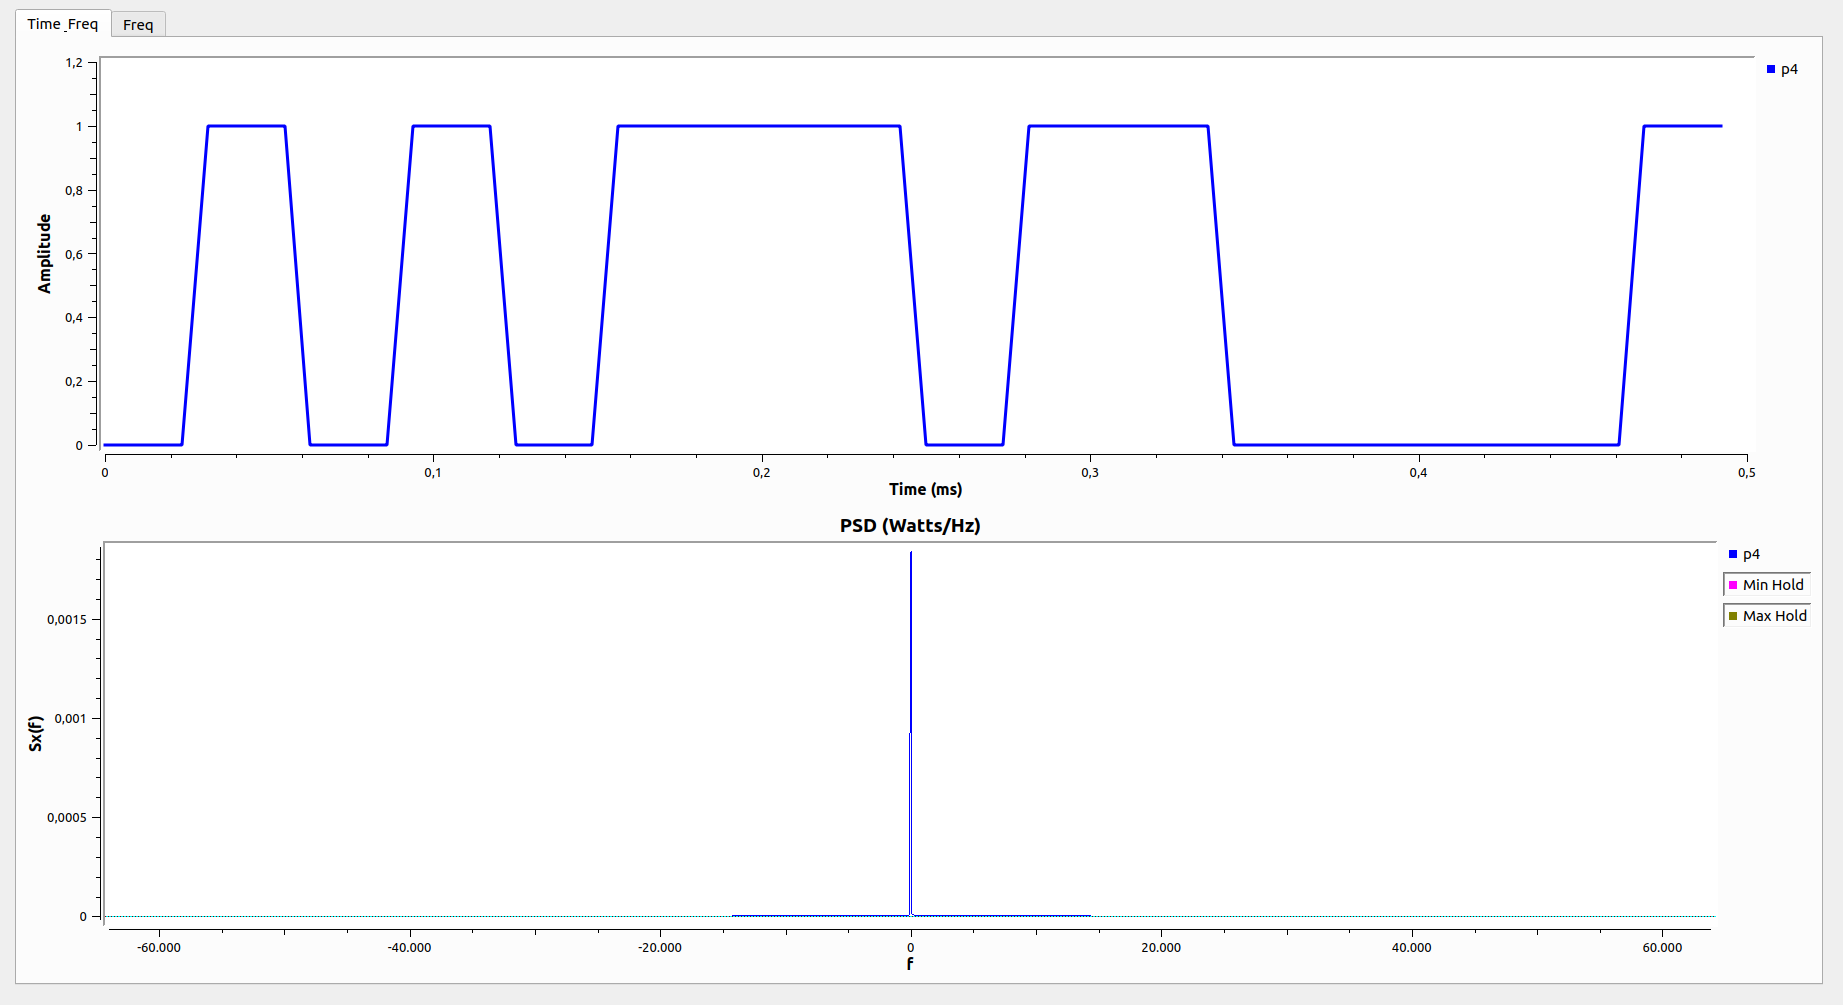 Time_Freq Freq
1,2
1
0,8
0,6
0,4
0,2
0
Amplitude
0 0,1 0,2 0,3 0,4 0,5
Time (ms)
p4
PSD (Watts/Hz)
0,0015
0,001
0,0005
0
Sx(f)
-60.000 -40.000 -20.000 0 20.000 40.000 60.000
f
p4
Min Hold
Max Hold